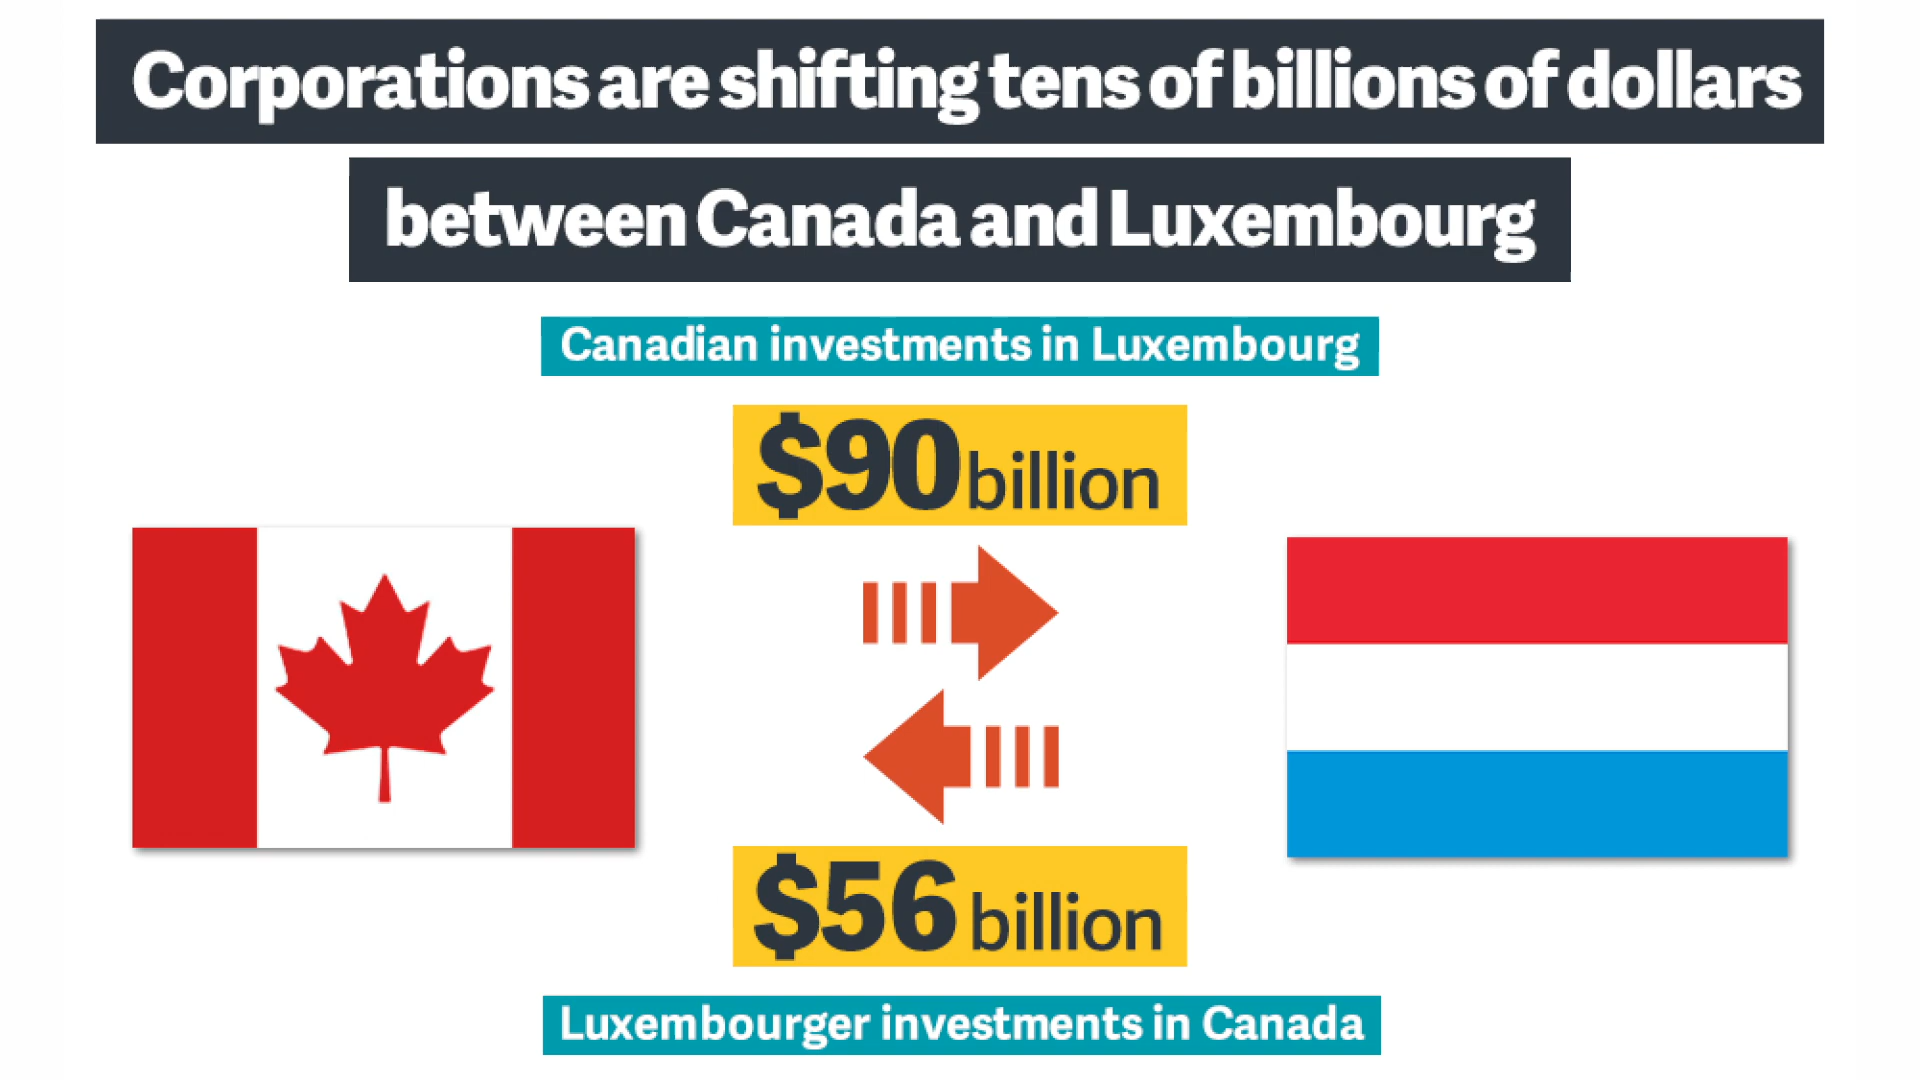 Corporations are shifting tens of billions of dollars
between Canada and Luxembourg
Canadian investments in Luxembourg
$90 billion
$56 billion
Luxembourger investments in Canada